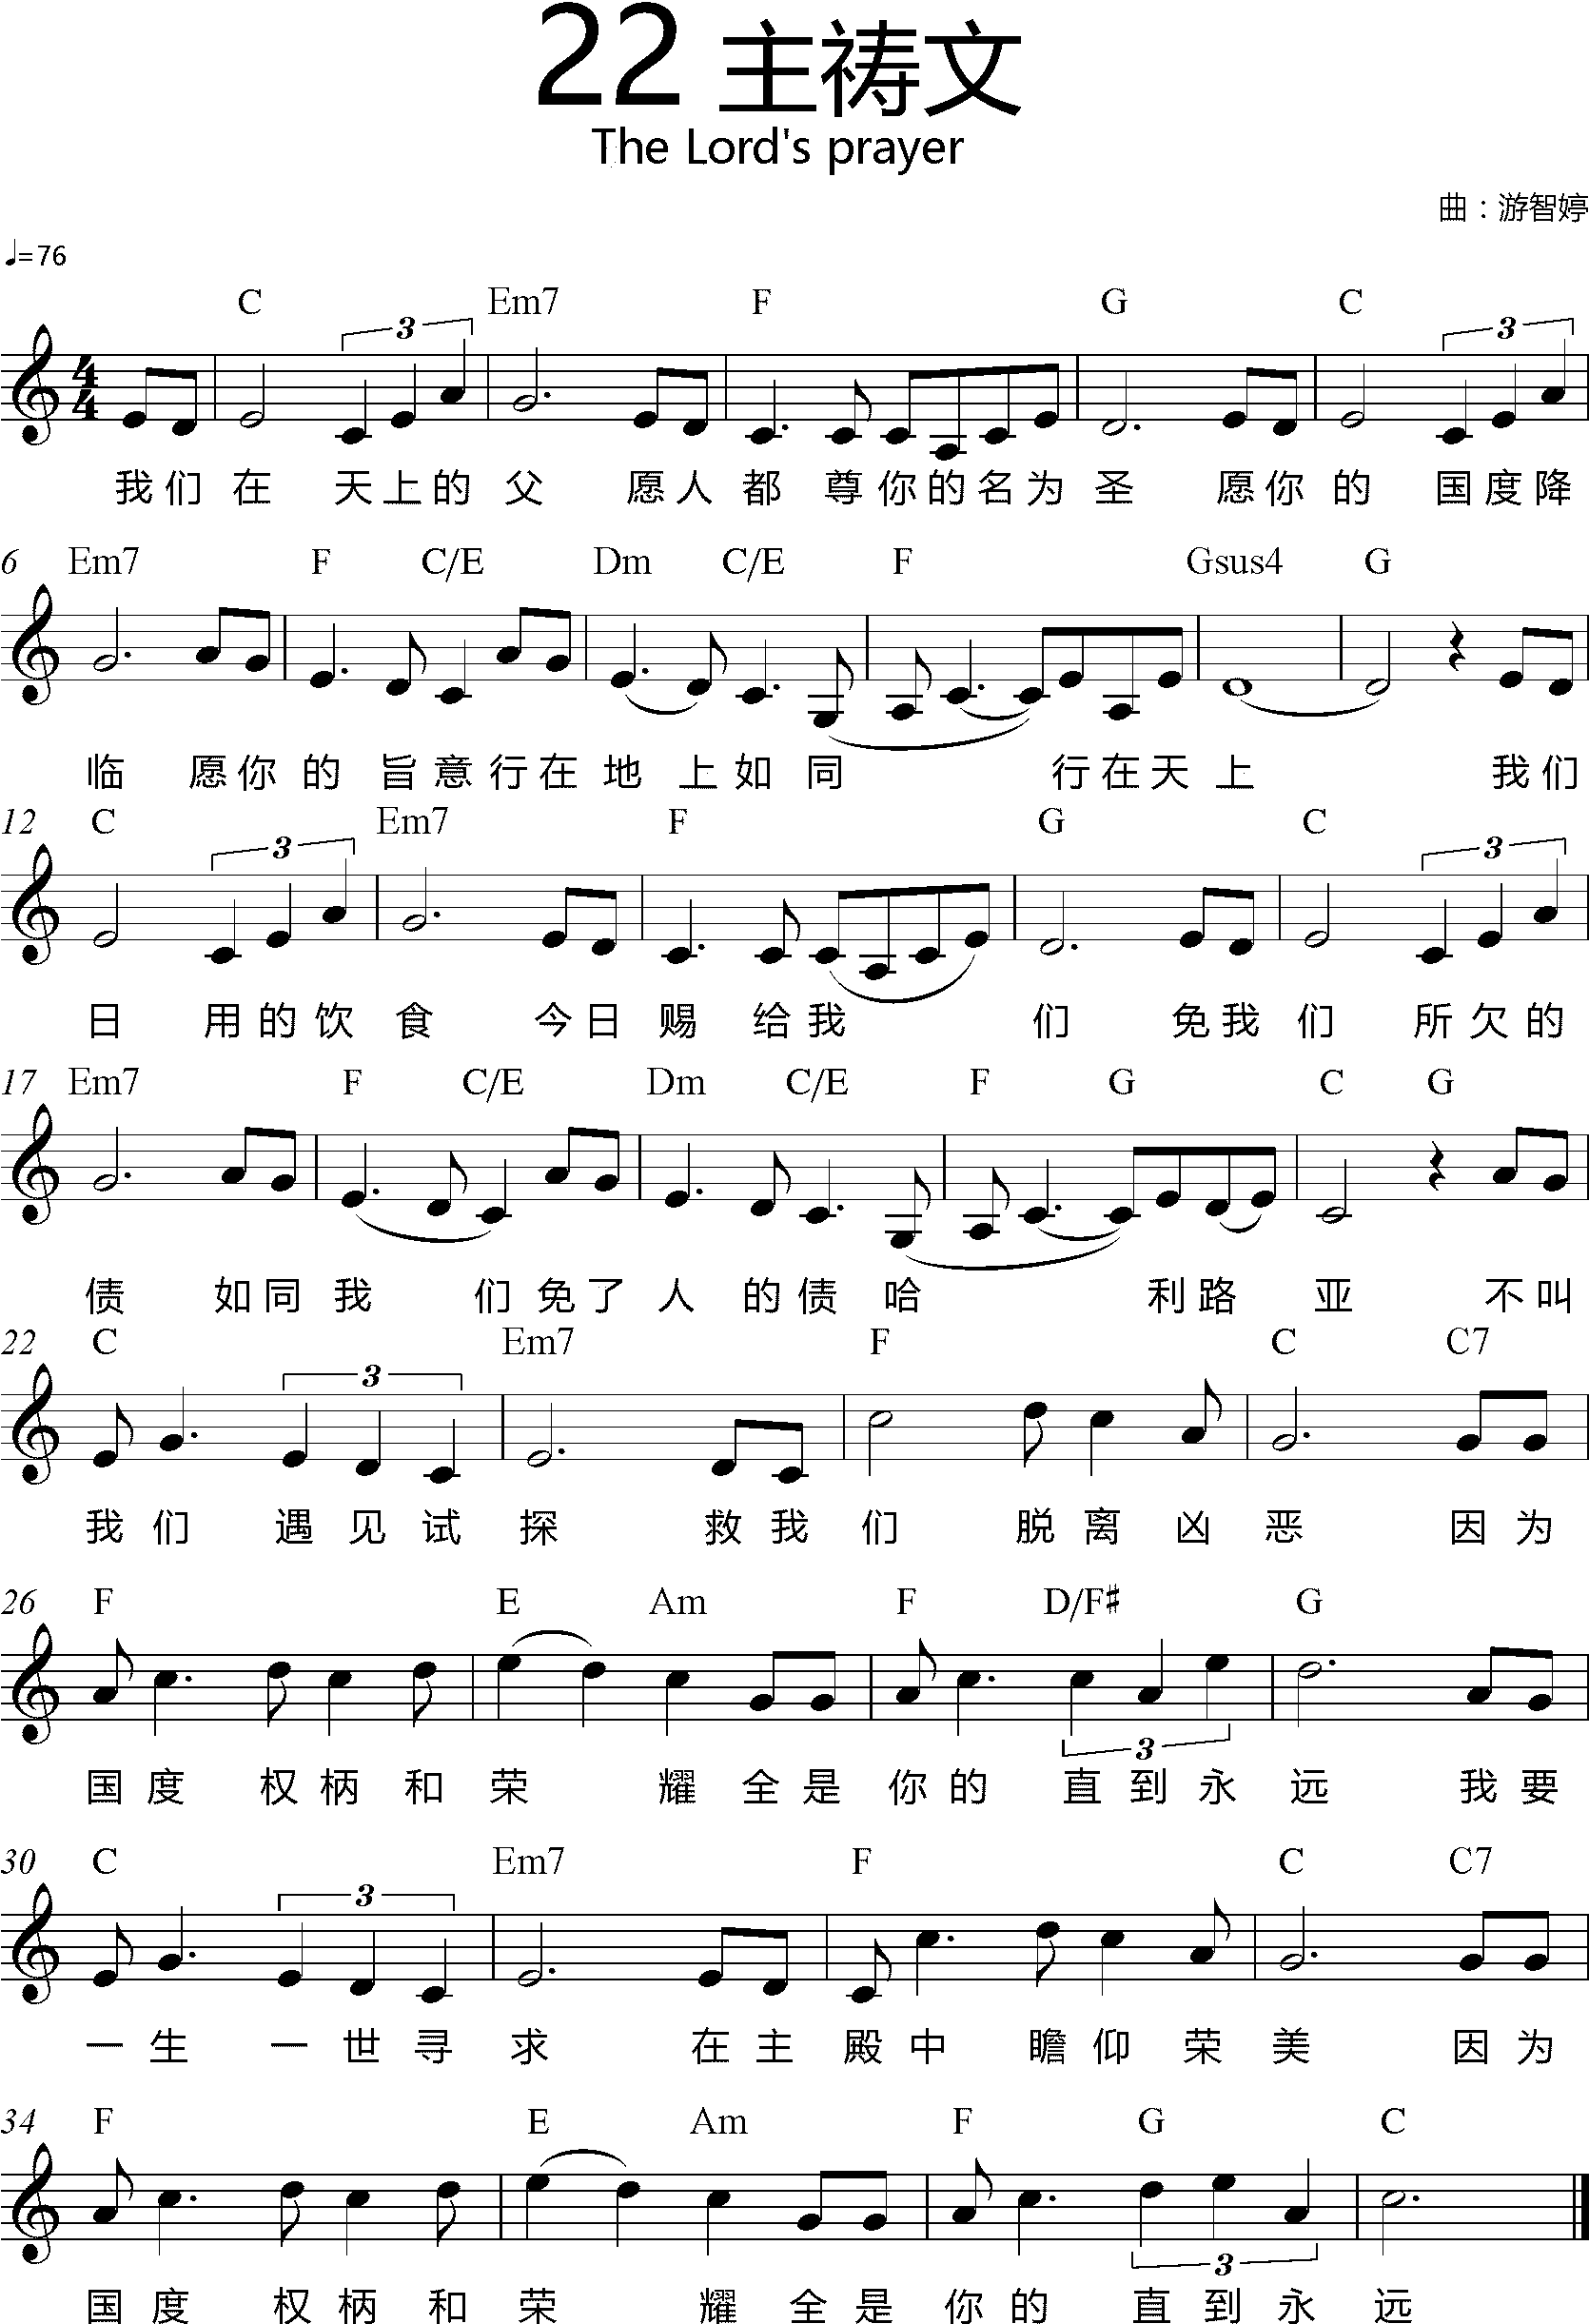 22 主祷文
The Lord's prayer
曲：游智婷
♩=76
C Em7 F G C
3 3
4/4
我们 在 天上的 父 愿人 都 尊你的名为 圣 愿你 的 国度降
6 Em7 F C/E Dm C/E F Gsus4 G
临 愿你 的 旨意行在 地 上如 同 行在天 上 我们
12 C Em7 F G C
3 3
日 用的饮 食 今日 赐 给我 们 免我 们 所欠的
17 Em7 F C/E Dm C/E F G C G
债 如同 我 们 免了 人 的债 哈 利路 亚 不叫
22 C Em7 F C C7
3
我们 遇见试 探 救我 们 脱离凶 恶 因为
26 F E Am F D/F♯ G
3
国度 权柄和 荣 耀 全是 你的 直到永 远 我要
30 C Em7 F C C7
3
一生 一世寻 求 在主 殿中 瞻仰荣 美 因为
34 F E Am F G C
3
国度 权柄和 荣 耀 全是 你的 直到永 远